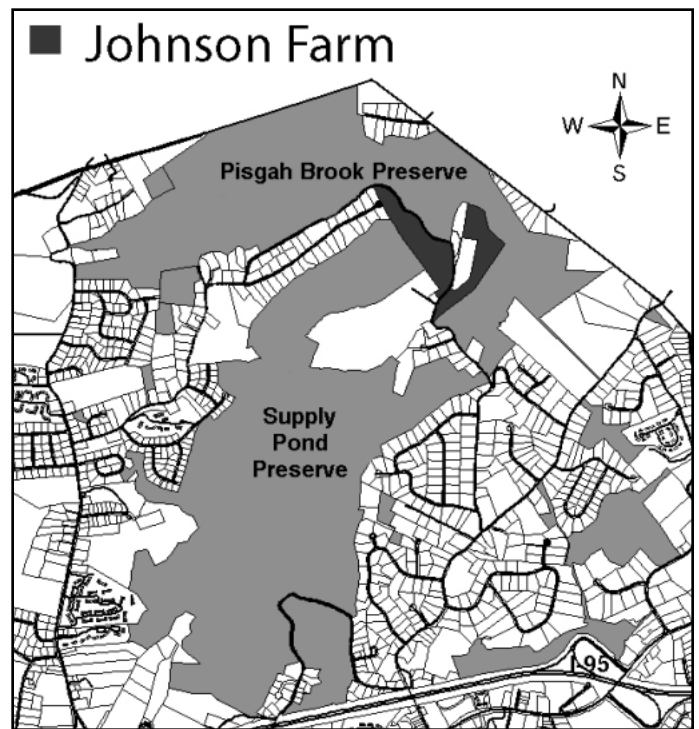 Johnson Farm
N
W E
S
Pisgah Brook Preserve
Supply
Pond
Preserve
I-95